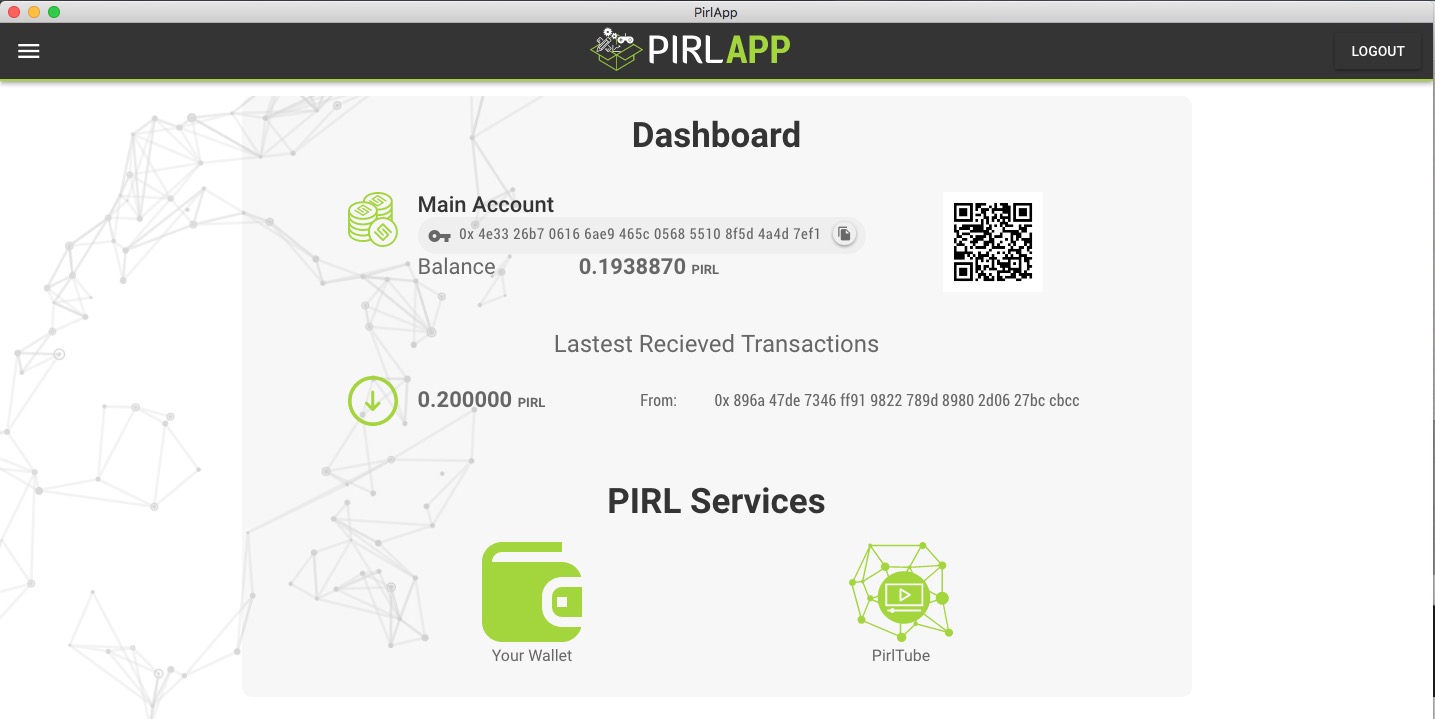 PirlApp
PIRLAPP
LOGOUT
Dashboard
Main Account
0x 4e33 26b7 0616 6ae9 465c 0568 5510 8f5d 4a4d 7ef1
Balance 0.1938870 PIRL
Lastest Recieved Transactions
0.200000 PIRL From: 0x 896a 47de 7346 ff91 9822 789d 8980 2d06 27bc cbcc
PIRL Services
Your Wallet
PirlTube